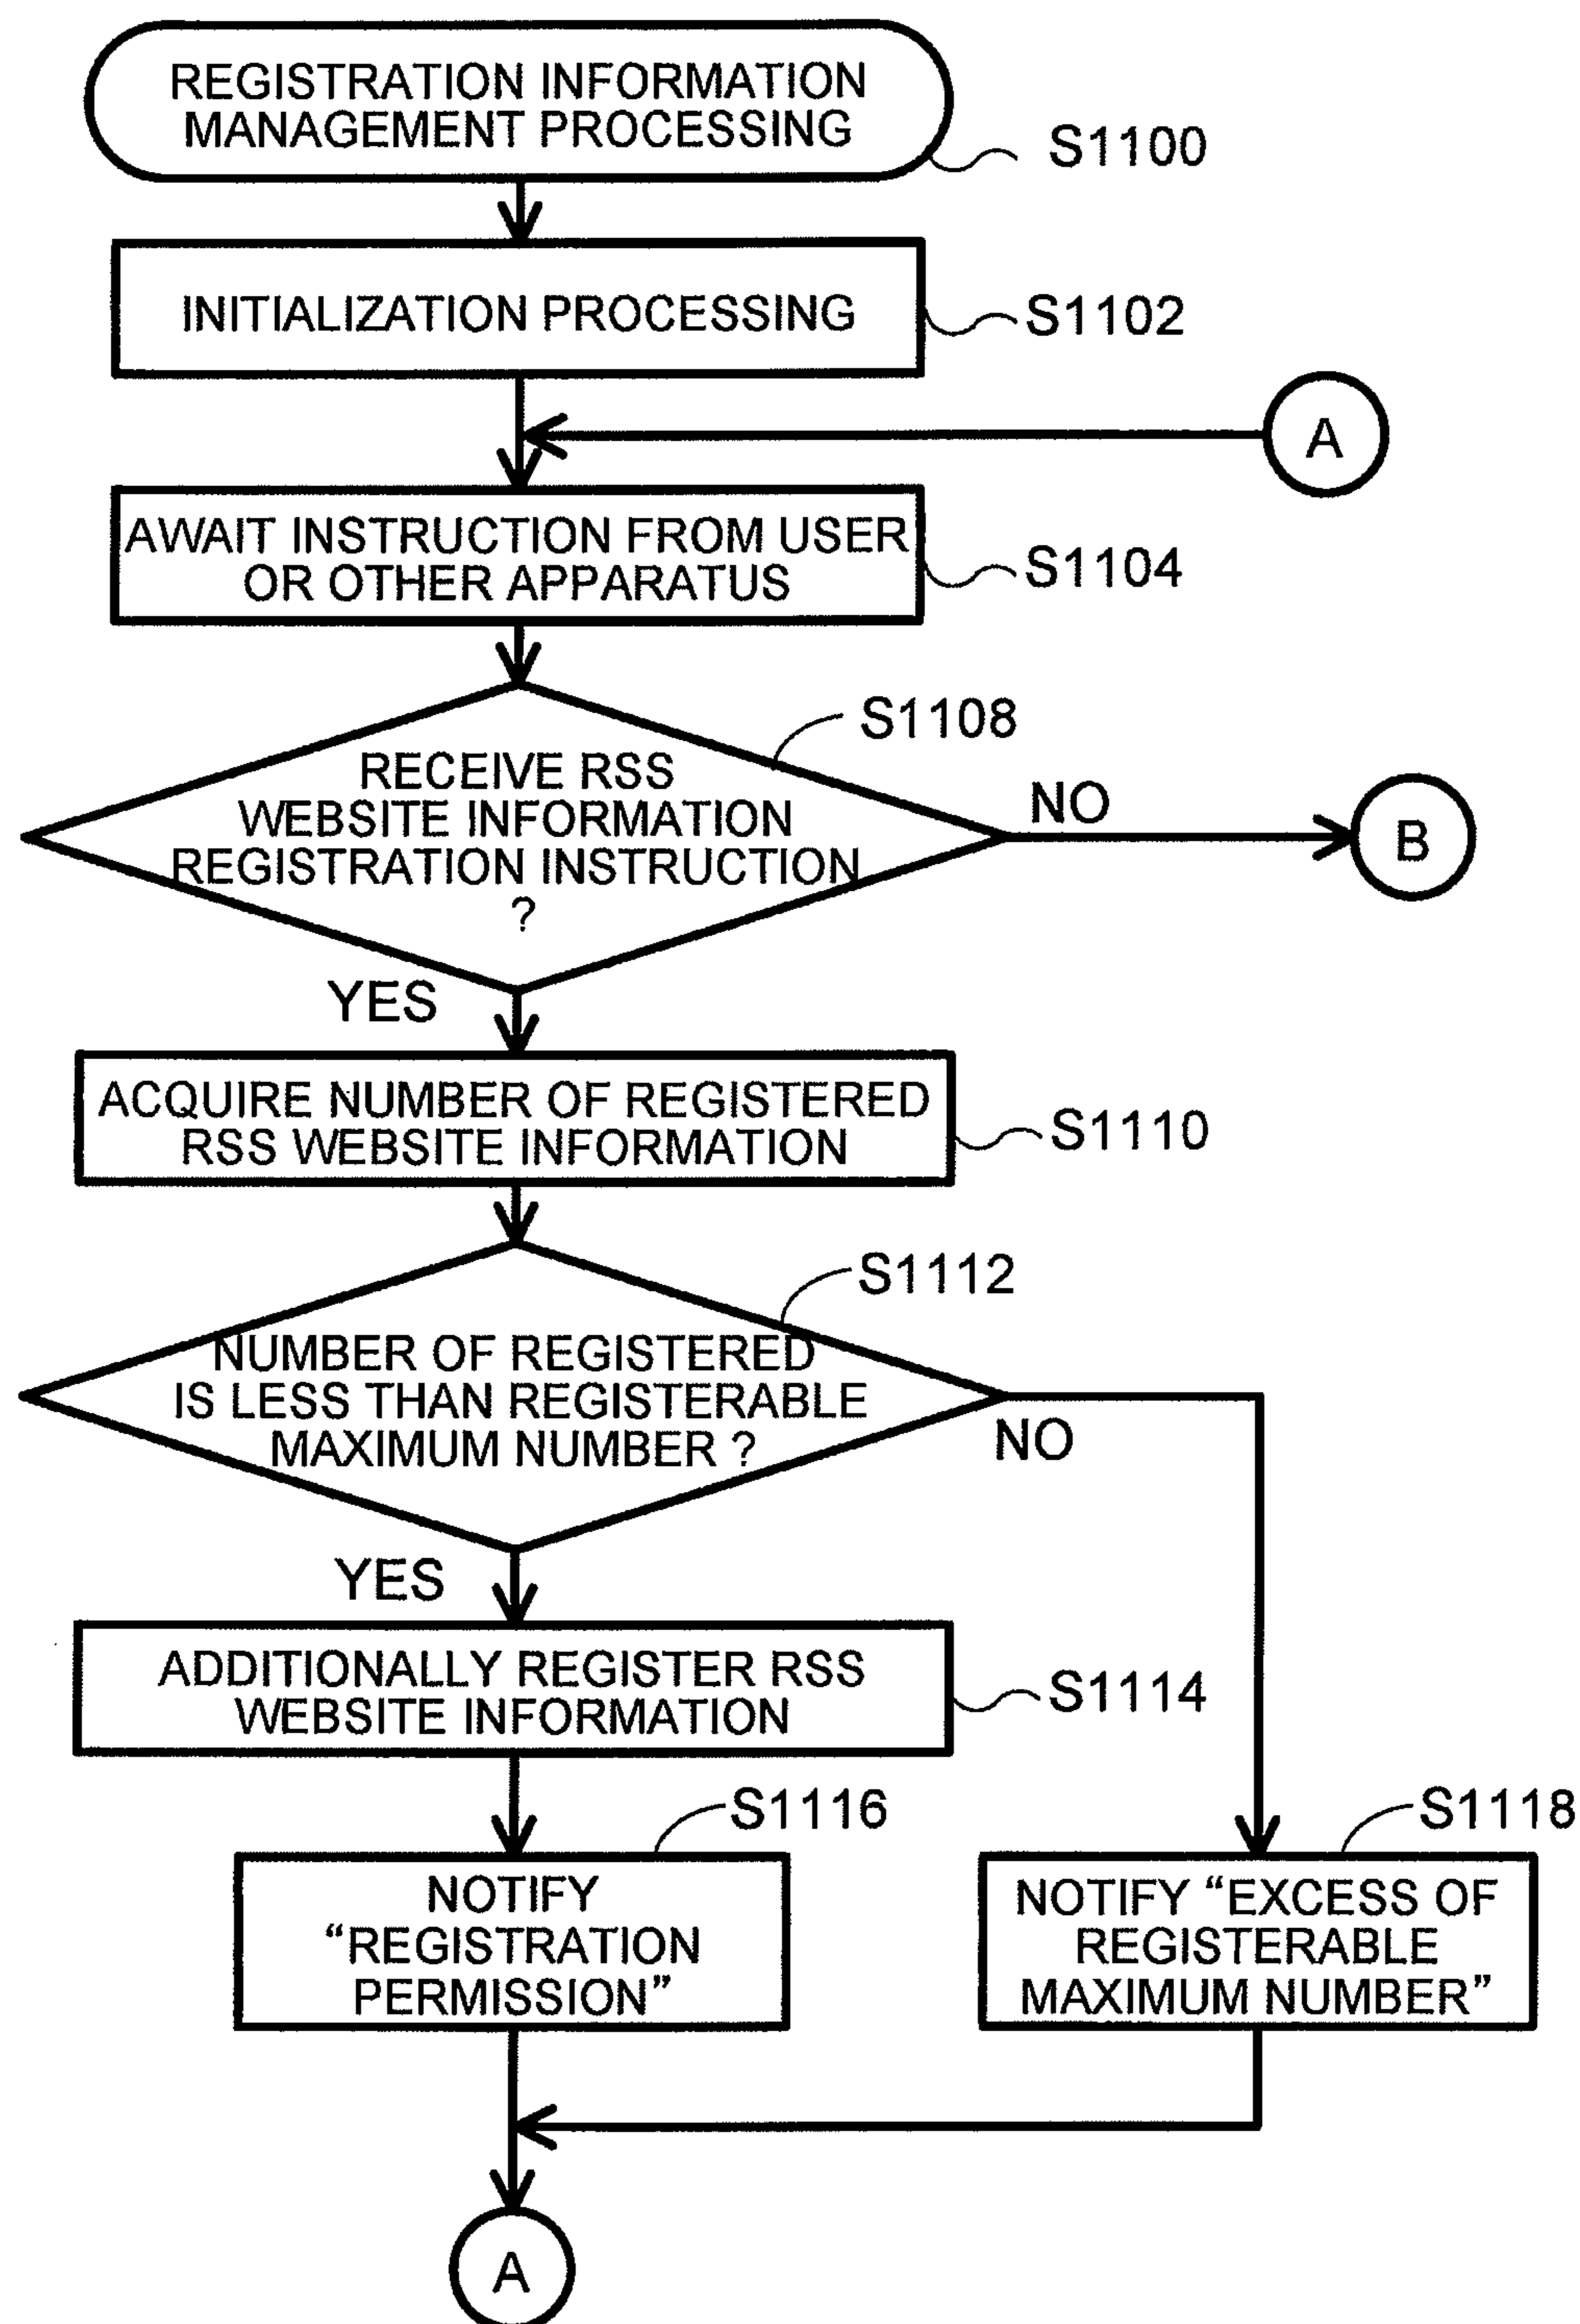 REGISTRATION INFORMATION
MANAGEMENT PROCESSING
S1100
INITIALIZATION PROCESSING
S1102
A
AWAIT INSTRUCTION FROM USER
OR OTHER APPARATUS
S1104
S1108
RECEIVE RSS
WEBSITE INFORMATION
REGISTRATION INSTRUCTION
?
NO
B
YES
ACQUIRE NUMBER OF REGISTERED
RSS WEBSITE INFORMATION
S1110
S1112
NUMBER OF REGISTERED
IS LESS THAN REGISTERABLE
MAXIMUM NUMBER ?
NO
YES
ADDITIONALLY REGISTER RSS
WEBSITE INFORMATION
S1114
S1116
NOTIFY
“REGISTRATION
PERMISSION”
S1118
NOTIFY “EXCESS OF
REGISTERABLE
MAXIMUM NUMBER”
A